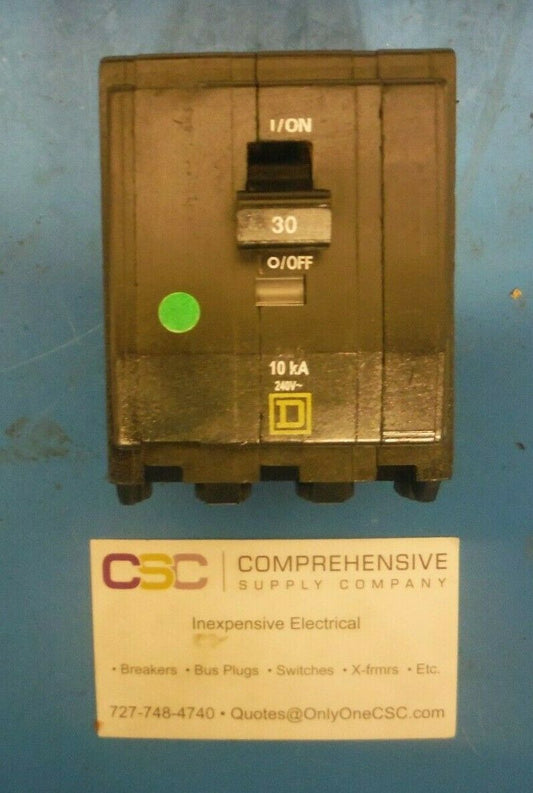 I/ON
30
O/OFF
10 kA
240V~
D
CSC
COMPREHENSIVE
SUPPLY COMPANY
Inexpensive Electrical
• Breakers • Bus Plugs • Switches • X-frmrs • Etc.
727-748-4740 • Quotes@OnlyOneCSC.com